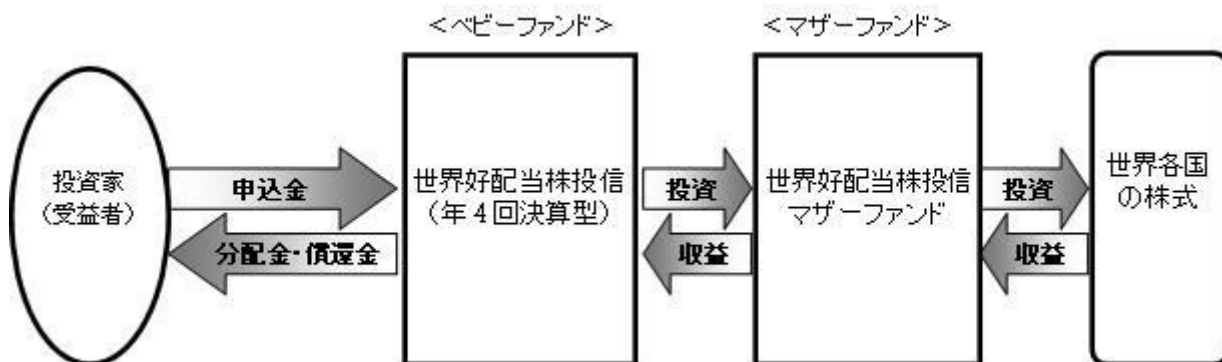 ＜ベビーファンド＞
＜マザーファンド＞
投資家
（受益者）
申込金
分配金・償還金
世界好配当株投信
（年４回決算型）
投資
収益
世界好配当株投信
マザーファンド
投資
収益
世界各国
の株式